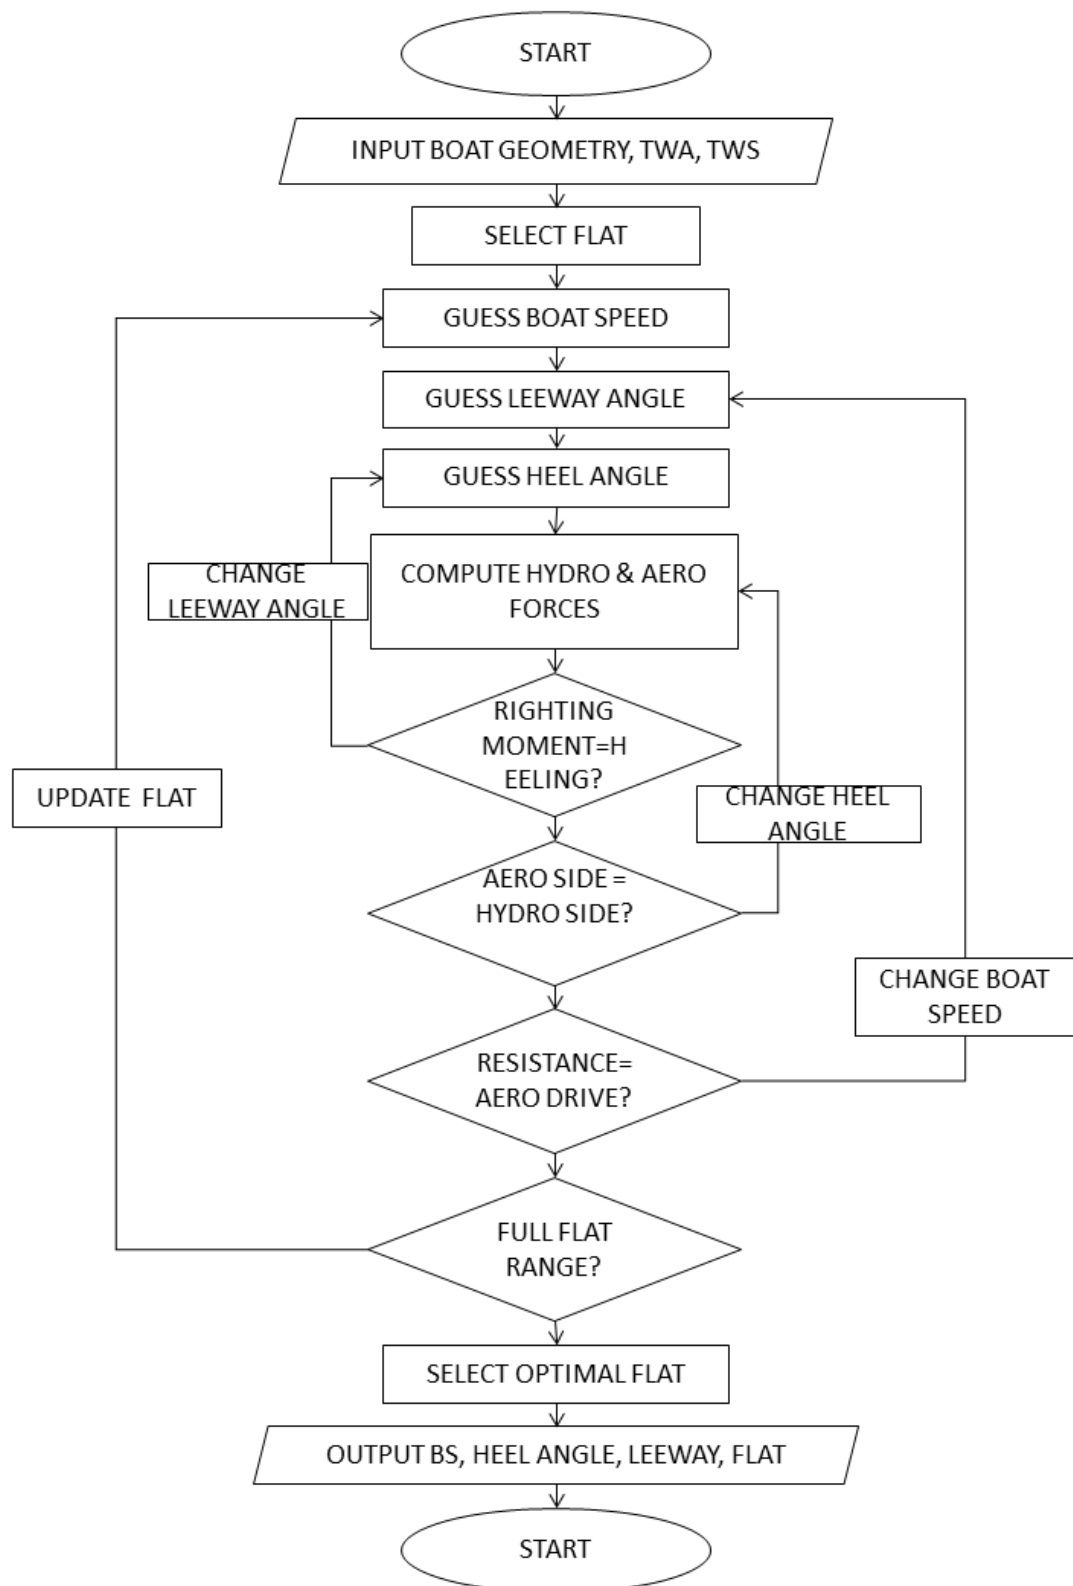 START
INPUT BOAT GEOMETRY, TWA, TWS
SELECT FLAT
GUESS BOAT SPEED
GUESS LEEWAY ANGLE
GUESS HEEL ANGLE
CHANGE
LEEWAY ANGLE
COMPUTE HYDRO & AERO
FORCES
RIGHTING
MOMENT=H
EELING?
UPDATE FLAT
CHANGE HEEL
ANGLE
AERO SIDE =
HYDRO SIDE?
CHANGE BOAT
SPEED
RESISTANCE=
AERO DRIVE?
FULL FLAT
RANGE?
SELECT OPTIMAL FLAT
OUTPUT BS, HEEL ANGLE, LEEWAY, FLAT
START